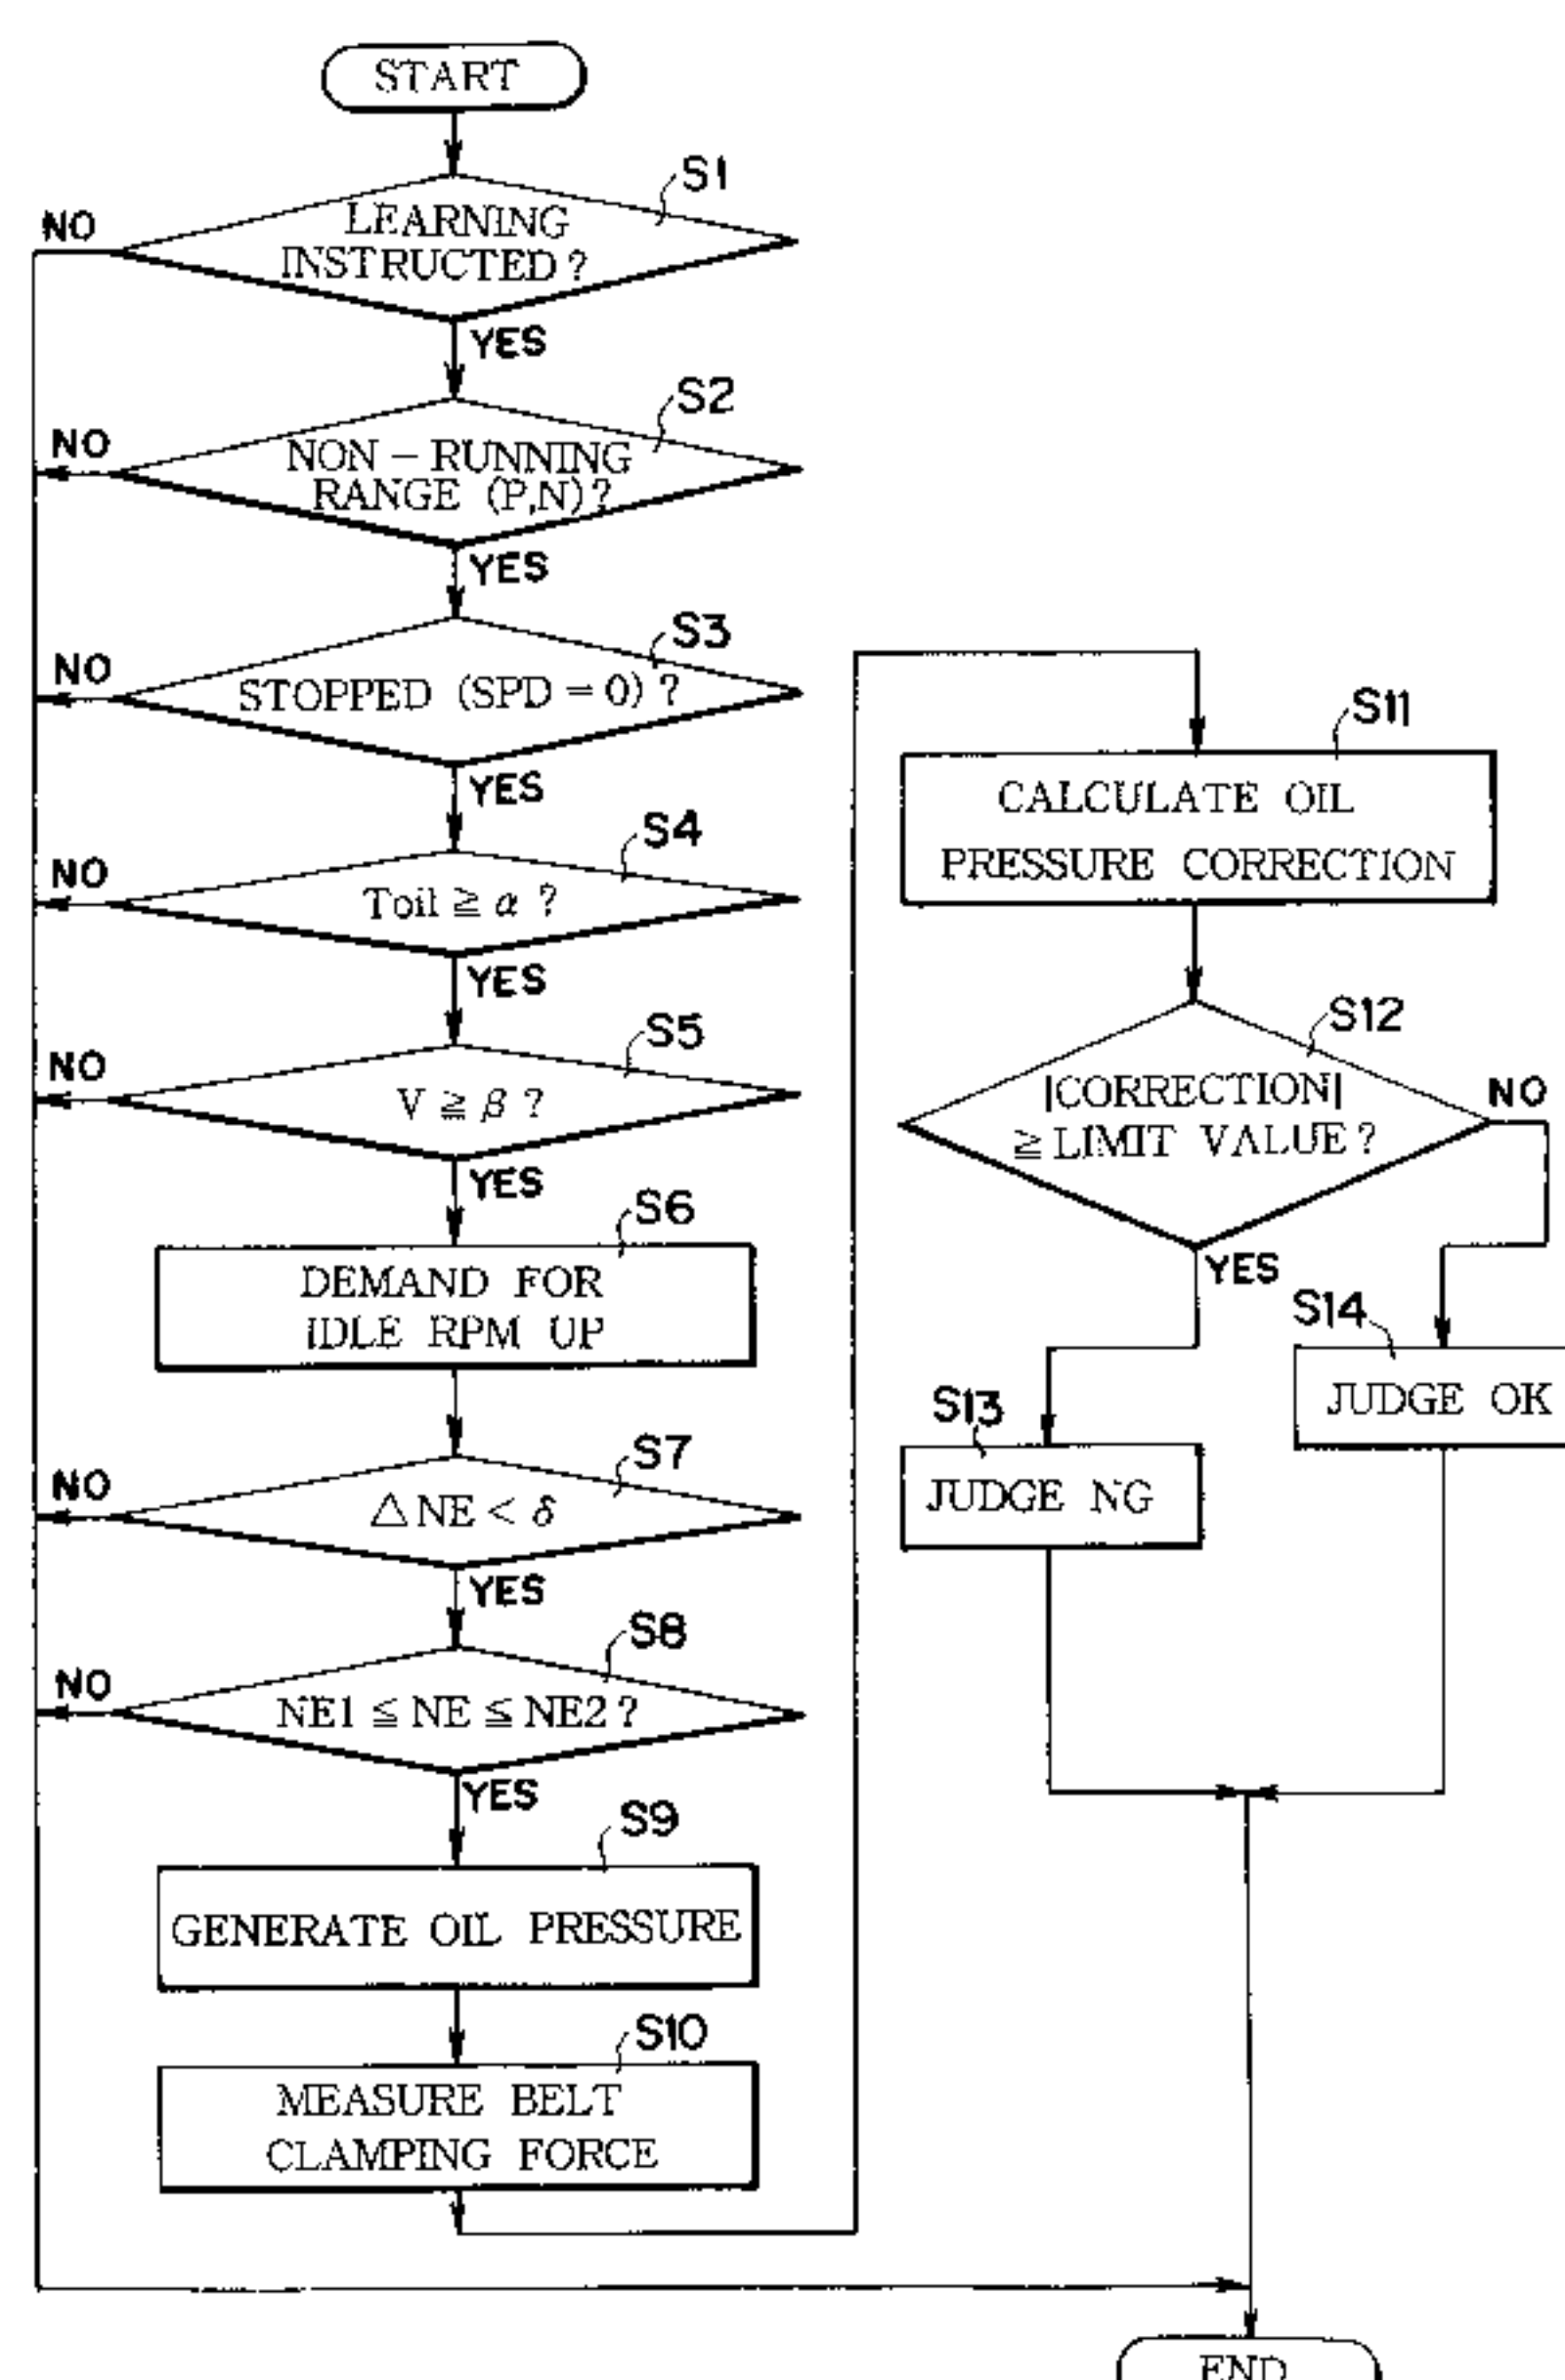 START
S1
NO
LEARNING
INSTRUCTED ?
YES
S2
NO
NON - RUNNING
RANGE (P,N) ?
YES
S3
NO
STOPPED (SPD = 0) ?
YES
S4
NO
Toil ≧ α ?
YES
S5
NO
V ≧ β ?
YES
S6
DEMAND FOR
IDLE RPM UP
S7
NO
△ NE < δ
YES
S8
NO
NE1 ≦ NE ≦ NE2 ?
YES
S9
GENERATE OIL PRESSURE
S10
MEASURE BELT
CLAMPING FORCE
S11
CALCULATE OIL
PRESSURE CORRECTION
S12
|CORRECTION|
≧ LIMIT VALUE ?
NO
YES
S14
JUDGE OK
S13
JUDGE NG
END